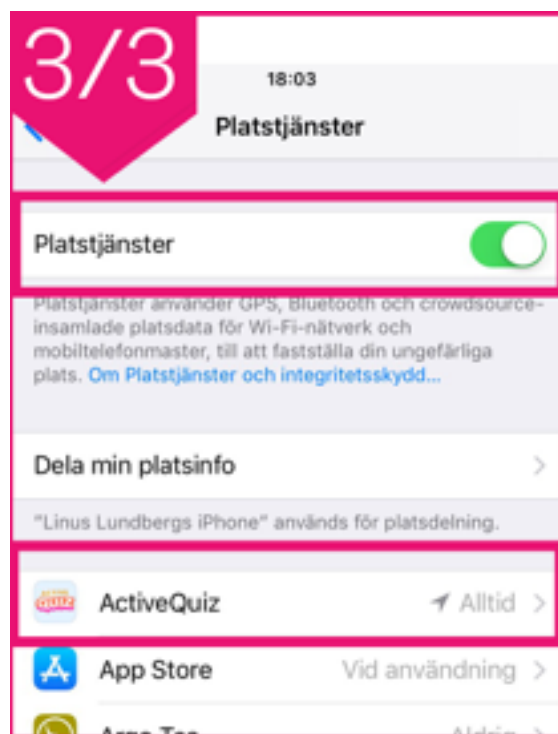 3/3
18:03
Platstjänster
Platstjänster
Platstjänster använder GPS, Bluetooth och crowdsource-
insamlade platsdata för Wi-Fi-nätverk och
mobiltelefonmaster, till att fastställa din ungefärliga
plats. Om Platstjänster och integritetsskydd...
Dela min platsinfo
"Linus Lundbergs iPhone" används för platsdelning.
QUIZ
ActiveQuiz Alltid
App Store Vid användning
Aldrig